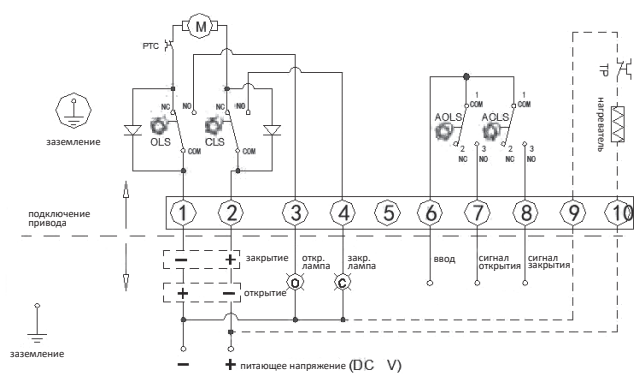 M
PTC
NC
NO
NC
NO
OLS
CLS
COM
COM
заземление
1
COM
1
COM
AOLS
ACLS
2
NC
3
NO
2
NC
3
NO
TP
нагреватель
подключение
привода
1
2
3
4
5
6
7
8
9
10
закрытие
откр.
лампа
закр.
лампа
ввод
сигнал
открытия
сигнал
закрытия
− +
открытие
+ −
O
C
заземление
− + питающее напряжение (DC V)